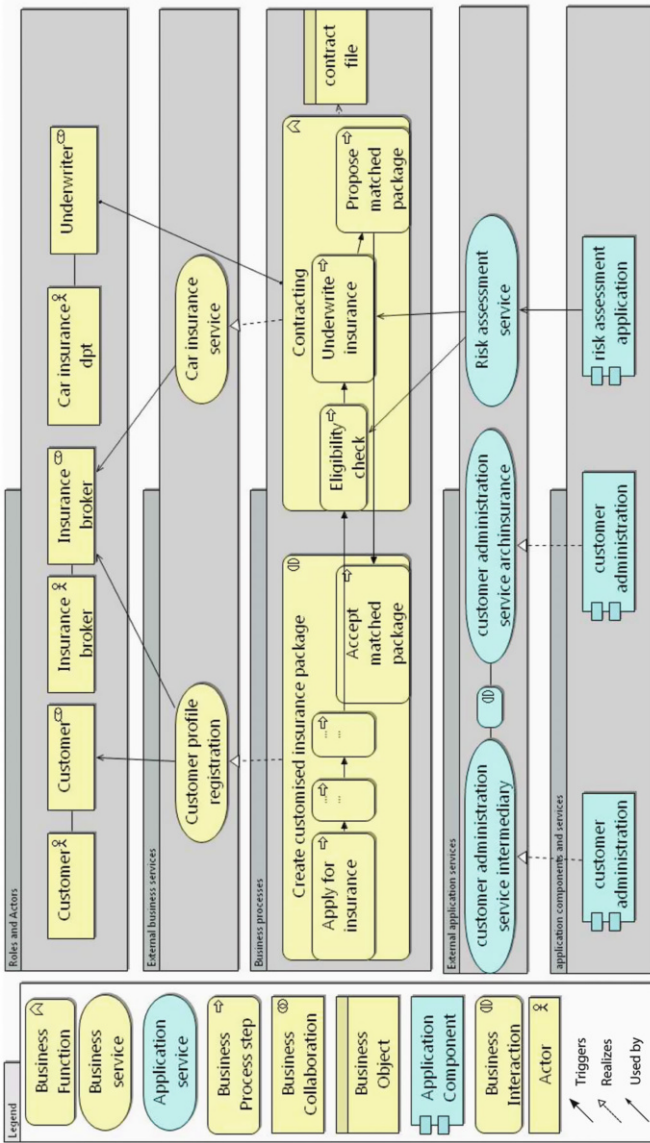 Legend
Business
Function
Business
service
Application
service
Business
Process step
Business
Collaboration
Business
Object
Application
Component
Business
Interaction
Actor
Triggers
Realizes
Used by
Roles and Actors
Customer
Customer
Insurance
broker
Insurance
broker
Car insurance
dpt
Underwriter
External business services
Customer profile
registration
Car insurance
service
Business processes
Create customised insurance package
Apply for
insurance
...
...
Accept
matched
package
Contracting
Eligibility
check
Underwrite
insurance
Propose
matched
package
contract
file
External application services
customer administration
service intermediary
customer administration
service archinsurance
Risk assessment
service
application components and services
customer
administration
customer
administration
risk assessment
application